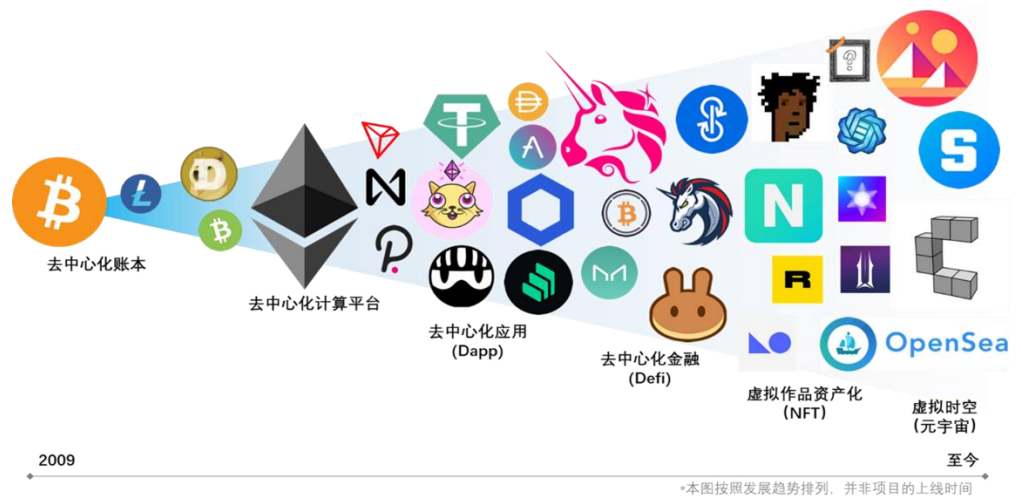 去中心化账本
去中心化计算平台
去中心化应用
(Dapp)
去中心化金融
(Defi)
N
R
S
OpenSea
虚拟作品资产化
(NFT)
虚拟时空
(元宇宙)
2009
至今
*本图按照发展趋势排列，并非项目的上线时间